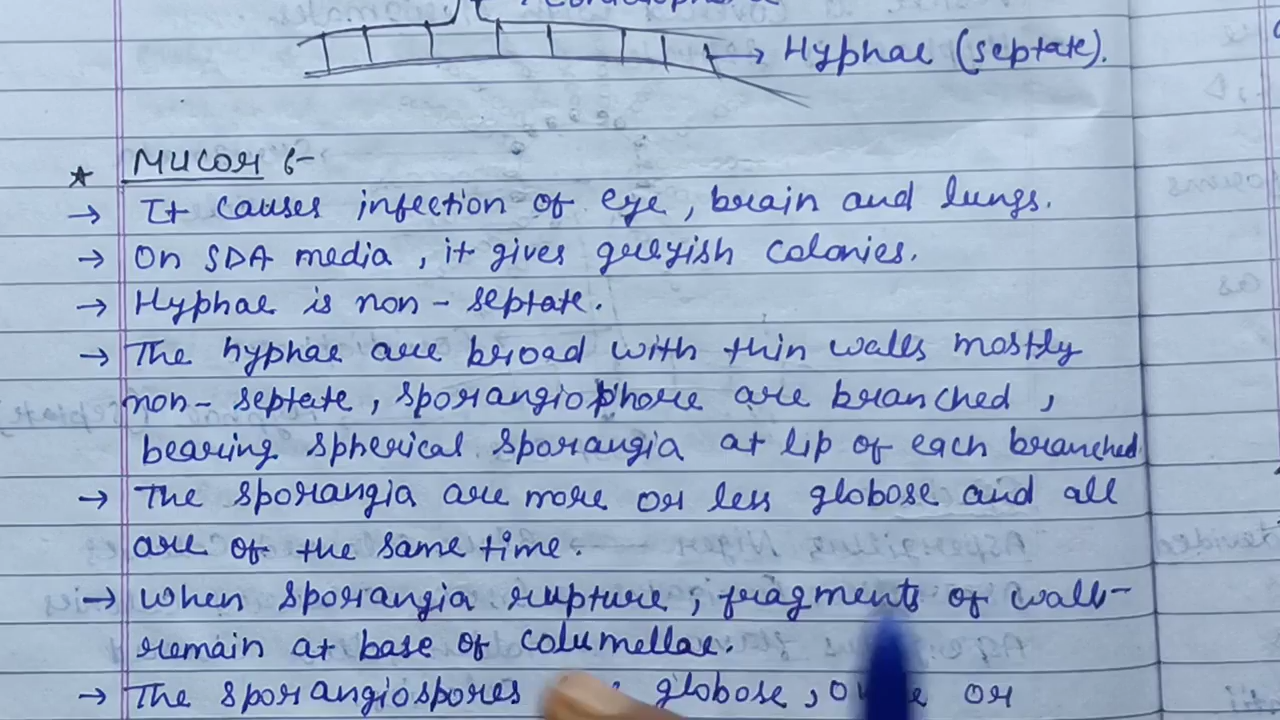 → Hyphae (septate).
★ Mucor :-
→ It causes infection of eye, brain and lungs.
→ On SDA media, it gives greyish colonies.
→ Hyphae is non-septate.
→ The hyphae are broad with thin walls mostly
non-septate, sporangiophore are branched,
bearing spherical sporangia at lip of each branched
→ The sporangia are more or less globose and all
are of the same time.
→ When sporangia rupture, fragments of wall-
remain at base of columellae.
→ The sporangiospores globose, or